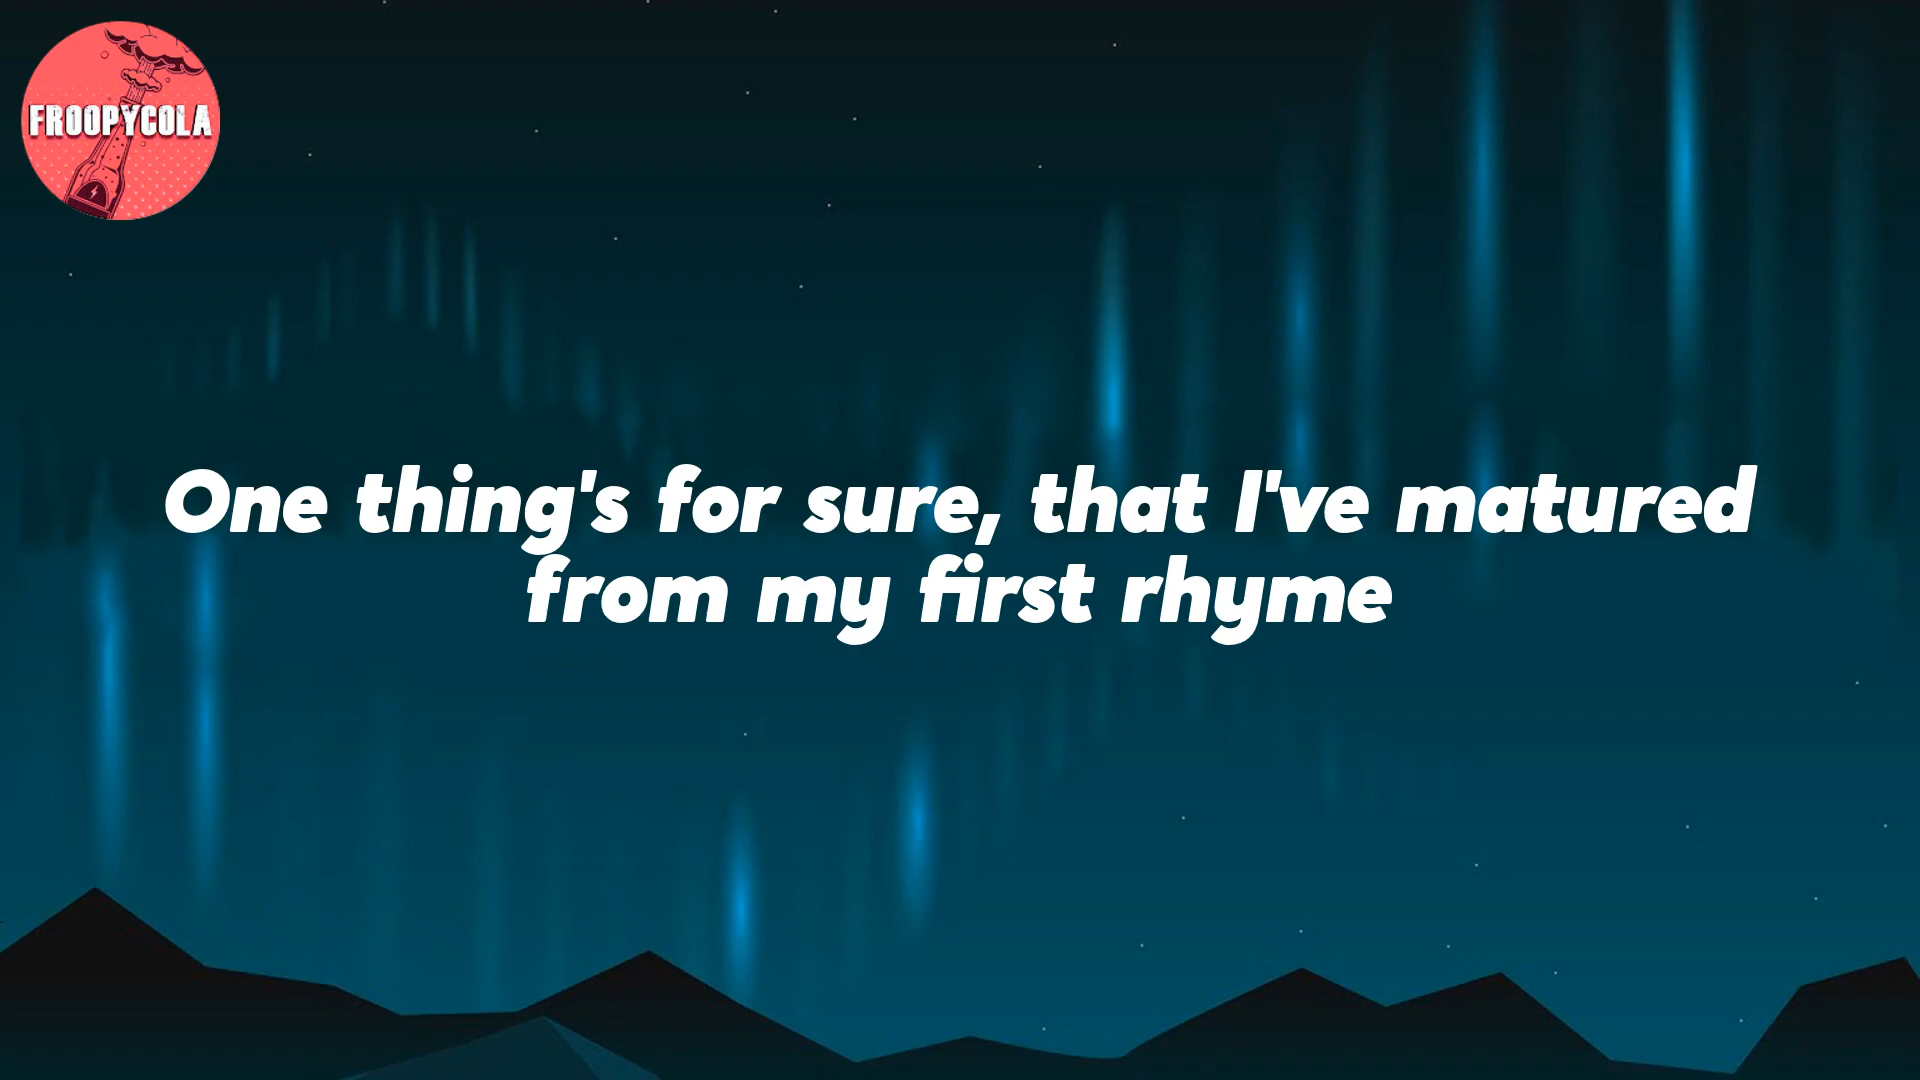 FROOPYCOLA
One thing's for sure, that I've matured
from my first rhyme